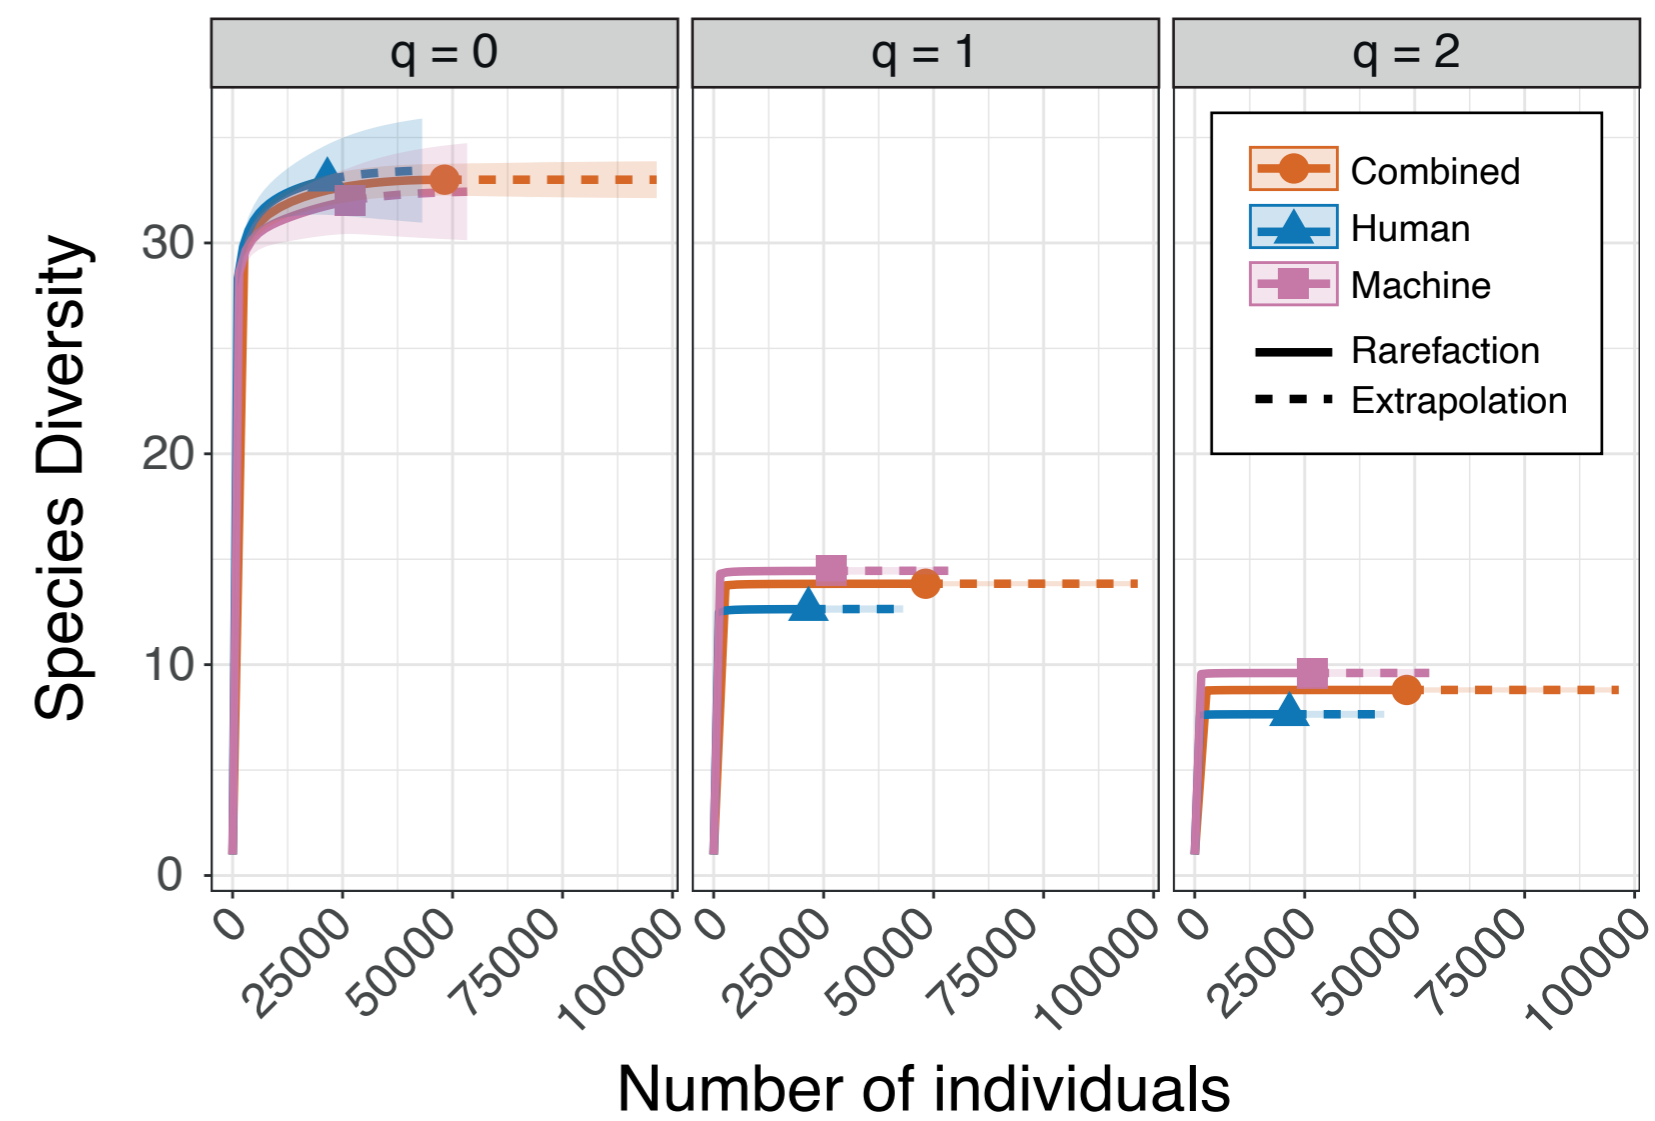 q = 0
q = 1
q = 2
Combined
Human
Machine
Rarefaction
Extrapolation
Species Diversity
30
20
10
0
0
25000
50000
75000
100000
0
25000
50000
75000
100000
0
25000
50000
75000
100000
Number of individuals